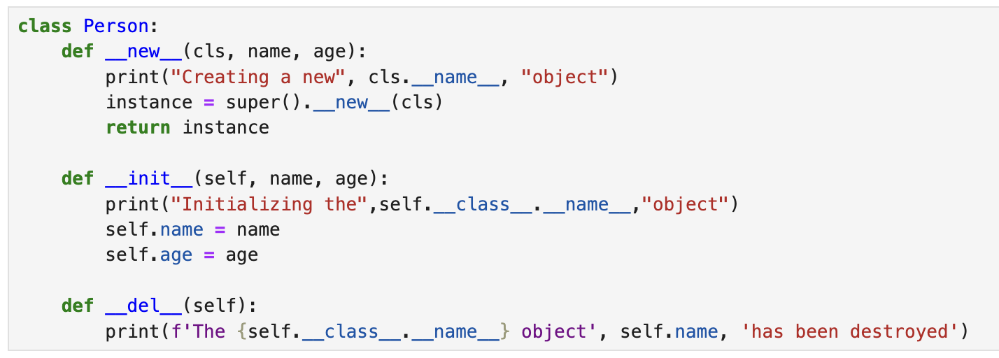 class Person:
    def __new__(cls, name, age):
        print("Creating a new", cls.__name__, "object")
        instance = super().__new__(cls)
        return instance

    def __init__(self, name, age):
        print("Initializing the",self.__class__.__name__,"object")
        self.name = name
        self.age = age

    def __del__(self):
        print(f'The {self.__class__.__name__} object', self.name, 'has been destroyed')